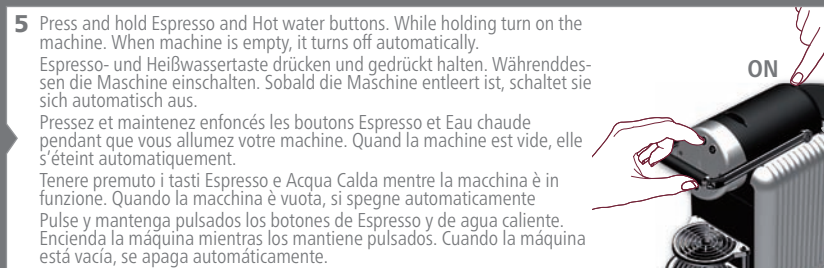 5 Press and hold Espresso and Hot water buttons. While holding turn on the
machine. When machine is empty, it turns off automatically.
Espresso- und Heißwassertaste drücken und gedrückt halten. Währenddes-
sen die Maschine einschalten. Sobald die Maschine entleert ist, schaltet sie
sich automatisch aus.
Pressez et maintenez enfoncés les boutons Espresso et Eau chaude
pendant que vous allumez votre machine. Quand la machine est vide, elle
s’éteint automatiquement.
Tenere premuto i tasti Espresso e Acqua Calda mentre la macchina è in
funzione. Quando la macchina è vuota, si spegne automaticamente
Pulse y mantenga pulsados los botones de Espresso y de agua caliente.
Encienda la máquina mientras los mantiene pulsados. Cuando la máquina
está vacía, se apaga automáticamente.
ON